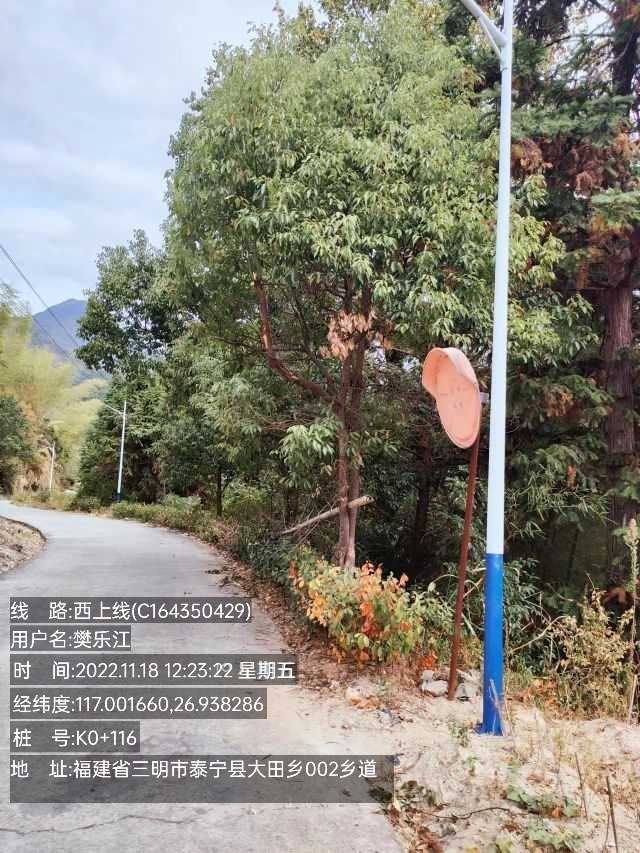 线　路:西上线(C164350429)
用户名:樊乐江
时　间:2022.11.18 12:23:22 星期五
经纬度:117.001660,26.938286
桩　号:K0+116
地　址:福建省三明市泰宁县大田乡002乡道